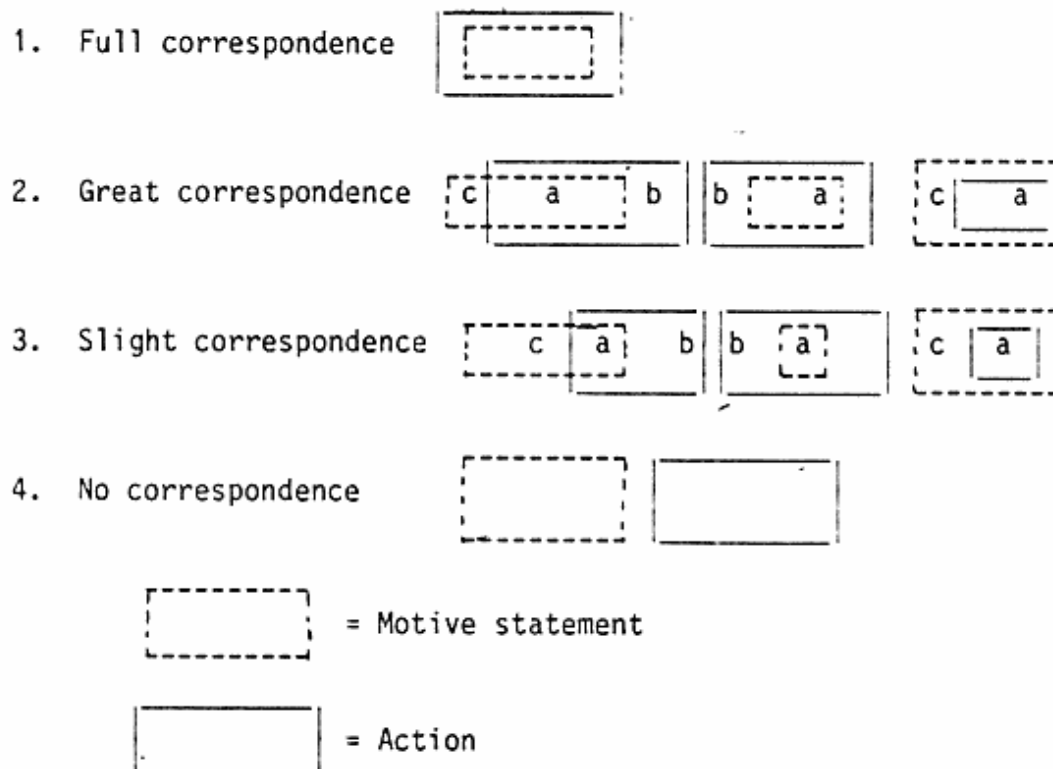 1. Full correspondence
2. Great correspondence c a b b a c a
3. Slight correspondence c a b b a c a
4. No correspondence
= Motive statement
= Action